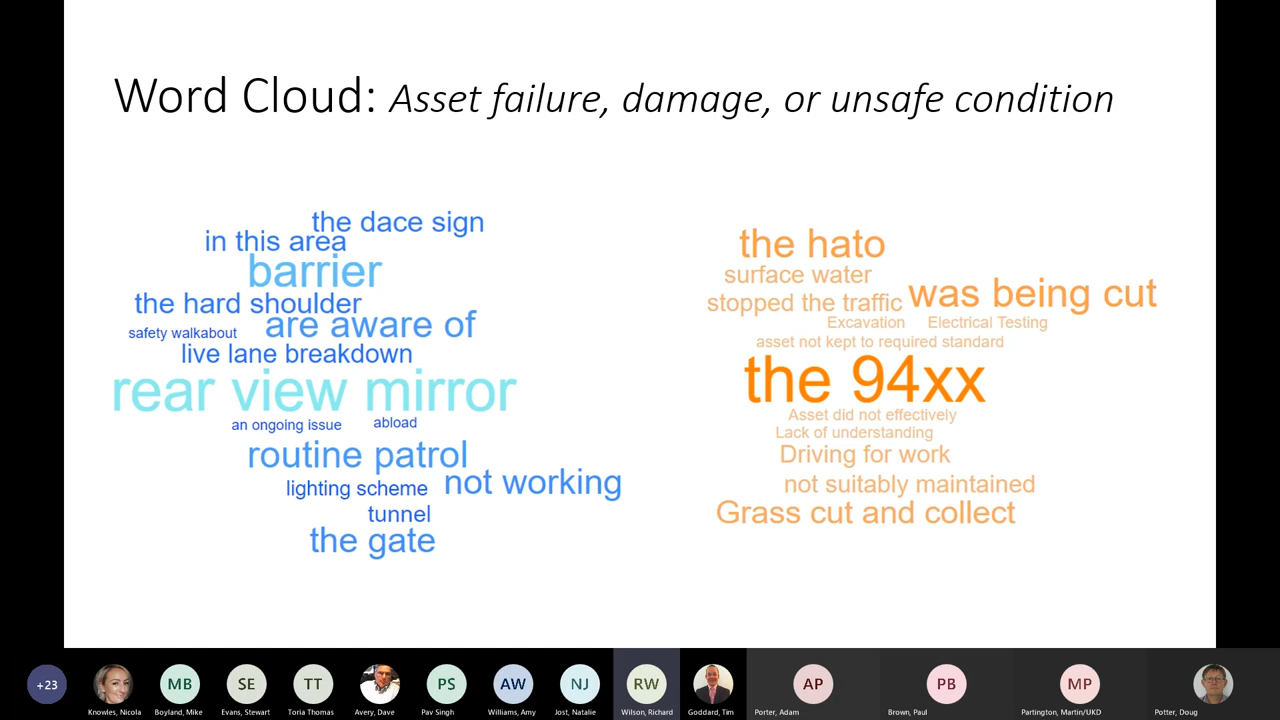 Word Cloud: Asset failure, damage, or unsafe condition
the dace sign
in this area
barrier
the hard shoulder
are aware of
safety walkabout
live lane breakdown
rear view mirror
an ongoing issue
abload
routine patrol
lighting scheme
not working
tunnel
the gate
the hato
surface water
stopped the traffic
was being cut
Excavation
Electrical Testing
asset not kept to required standard
the 94xx
Asset did not effectively
Lack of understanding
Driving for work
not suitably maintained
Grass cut and collect
+23
MB
SE
TT
PS
AW
NJ
RW
AP
PB
MP
Knowles, Nicola
Boyland, Mike
Evans, Stewart
Toria Thomas
Avery, Dave
Pav Singh
Williams, Amy
Jost, Natalie
Wilson, Richard
Goddard, Tim
Porter, Adam
Brown, Paul
Partington, Martin/UKD
Potter, Doug